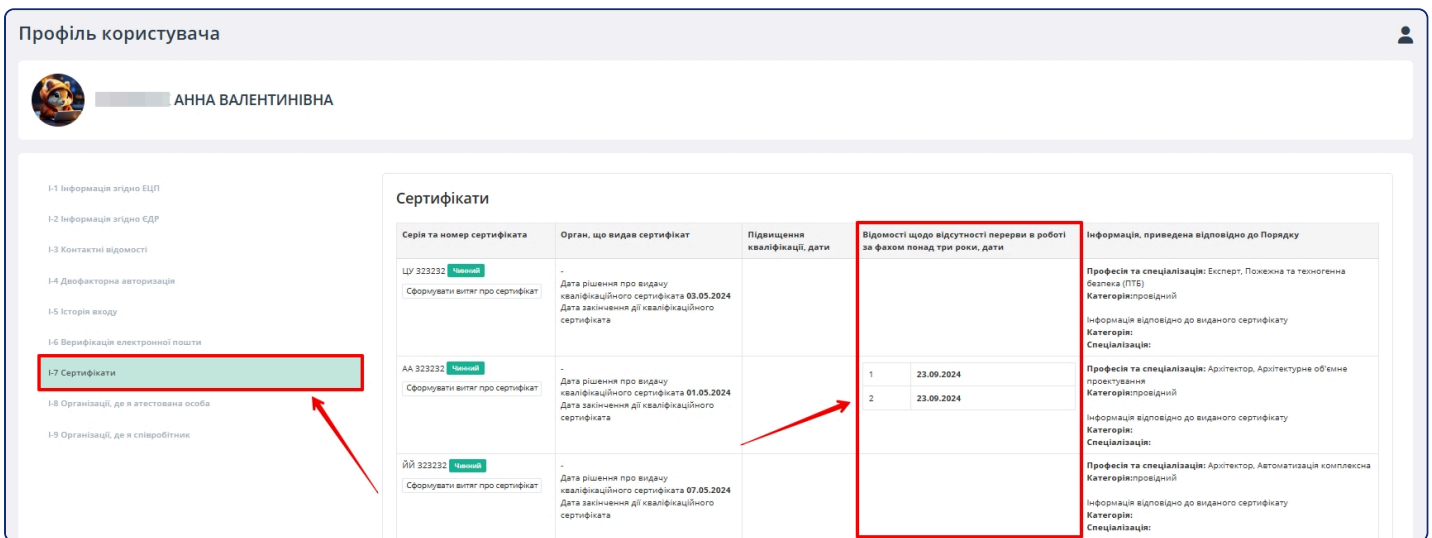 Профіль користувача
АННА ВАЛЕНТИНІВНА
І-1 Інформація згідно ЕЦП
І-2 Інформація згідно ЄДР
І-3 Контактні відомості
І-4 Двофакторна авторизація
І-5 Історія входу
І-6 Верифікація електронної пошти
І-7 Сертифікати
І-8 Організації, де я атестована особа
І-9 Організації, де я співробітник
Сертифікати
Серія та номер сертифіката
Орган, що видав сертифікат
Підвищення
кваліфікації, дати
Відомості щодо відсутності перерви в роботі
за фахом понад три роки, дати
Інформація, приведена відповідно до Порядку
ЦУ 323232 Чинний
Сформувати витяг про сертифікат
-
Дата рішення про видачу
кваліфікаційного сертифіката 03.05.2024
Дата закінчення дії кваліфікаційного
сертифіката
Професія та спеціалізація: Експерт, Пожежна та техногенна
безпека (ПТБ)
Категорія:провідний
Інформація відповідно до виданого сертифікату
Категорія:
Спеціалізація:
АА 323232 Чинний
Сформувати витяг про сертифікат
-
Дата рішення про видачу
кваліфікаційного сертифіката 01.05.2024
Дата закінчення дії кваліфікаційного
сертифіката
1 23.09.2024
2 23.09.2024
Професія та спеціалізація: Архітектор, Архітектурне об'ємне
проектування
Категорія:провідний
Інформація відповідно до виданого сертифікату
Категорія:
Спеціалізація:
ЙЙ 323232 Чинний
Сформувати витяг про сертифікат
-
Дата рішення про видачу
кваліфікаційного сертифіката 07.05.2024
Дата закінчення дії кваліфікаційного
сертифіката
Професія та спеціалізація: Архітектор, Автоматизація комплексна
Категорія:провідний
Інформація відповідно до виданого сертифікату
Категорія:
Спеціалізація: